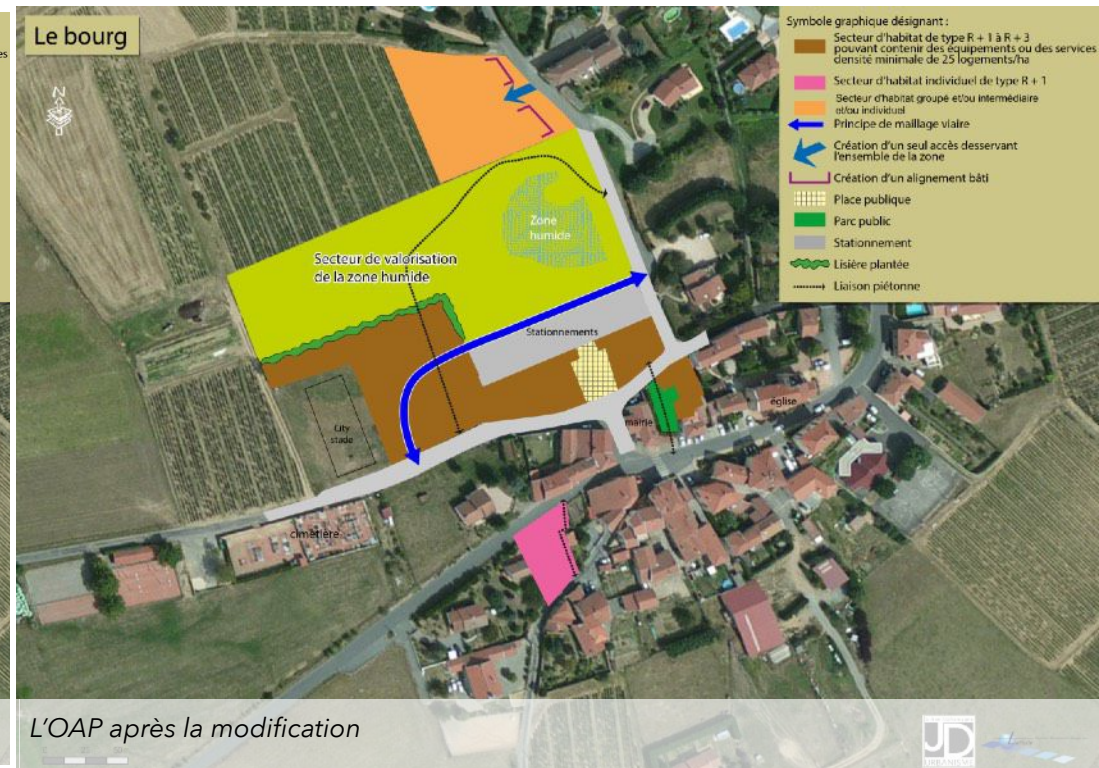 es
Le bourg
N
Symbole graphique désignant :
Secteur d'habitat de type R + 1 à R + 3
pouvant contenir des équipements ou des services
densité minimale de 25 logements/ha
Secteur d'habitat individuel de type R + 1
Secteur d'habitat groupé et/ou intermédiaire
et/ou individuel
Principe de maillage viaire
Création d'un seul accès desservant
l'ensemble de la zone
Création d'un alignement bâti
Place publique
Parc public
Stationnement
Lisière plantée
Liaison piétonne
Zone
humide
Secteur de valorisation
de la zone humide
Stationnements
City
stade
mairie
église
cimetière
L'OAP après la modification
JD
URBANISME